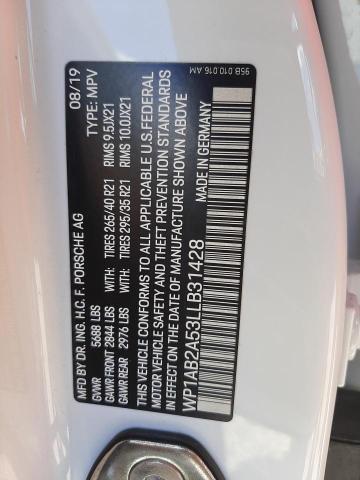 95B.010.016.AM
MFD BY DR. ING. H.C. F. PORSCHE AG 08/19
GVWR 5688 LBS TYPE: MPV
GAWR FRONT 2844 LBS WITH: TIRES 265/40 R21 RIMS 9.5JX21
GAWR REAR 2976 LBS WITH: TIRES 295/35 R21 RIMS 10.0JX21
THIS VEHICLE CONFORMS TO ALL APPLICABLE U.S.FEDERAL
MOTOR VEHICLE SAFETY AND THEFT PREVENTION STANDARDS
IN EFFECT ON THE DATE OF MANUFACTURE SHOWN ABOVE
WP1AB2A53LLB31428 MADE IN GERMANY